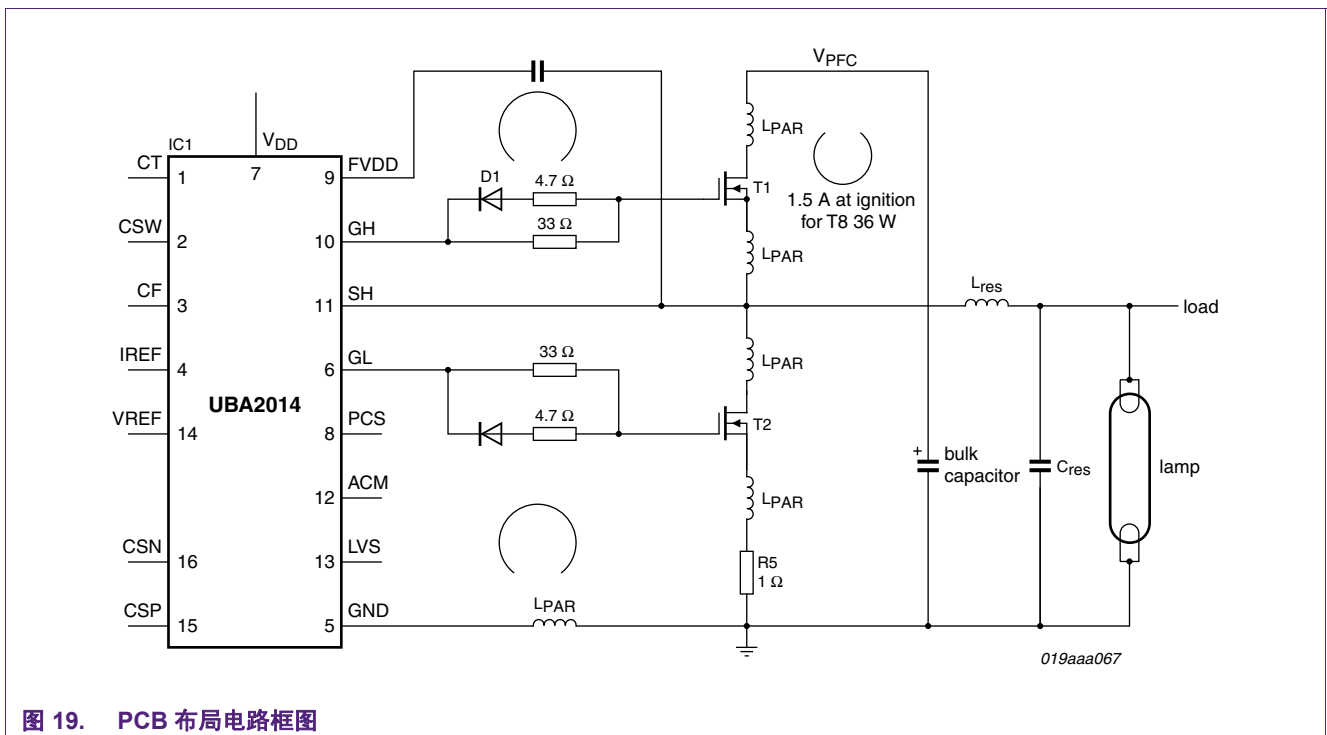 VPFC
LPAR
IC1
VDD
CT
FVDD
1
7
9
D1
4.7 Ω
T1
1.5 A at ignition
for T8 36 W
CSW
GH
2
10
33 Ω
LPAR
CF
SH
3
11
Lres
load
IREF
GL
4
6
33 Ω
LPAR
UBA2014
VREF
PCS
14
8
4.7 Ω
T2
+
bulk
capacitor
Cres
lamp
ACM
12
LPAR
CSN
LVS
16
13
R5
1 Ω
CSP
GND
15
5
LPAR
019aaa067
图 19. PCB 布局电路框图